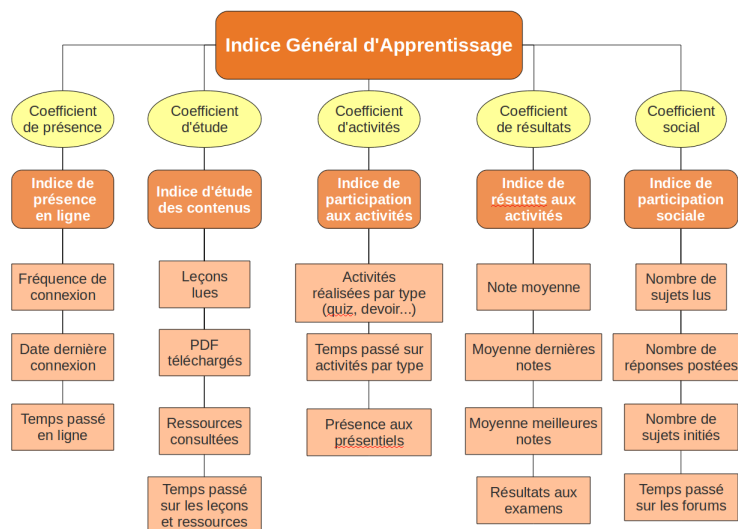 Indice Général d'Apprentissage
Coefficient
de présence
Coefficient
d'étude
Coefficient
d'activités
Coefficient
de résultats
Coefficient
social
Indice de
présence
en ligne
Indice d'étude
des contenus
Indice de
participation
aux activités
Indice de
résutats aux
activités
Indice de
participation
sociale
Fréquence de
connexion
Leçons
lues
Activités
réalisées par type
(quiz, devoir...)
Note moyenne
Nombre de
sujets lus
Date dernière
connexion
PDF
téléchargés
Temps passé sur
activités par type
Moyenne dernières
notes
Nombre de
réponses postées
Temps passé
en ligne
Ressources
consultées
Présence aux
présentiels
Moyenne meilleures
notes
Nombre de
sujets initiés
Temps passé
sur les leçons
et ressources
Résultats aux
examens
Temps passé
sur les forums